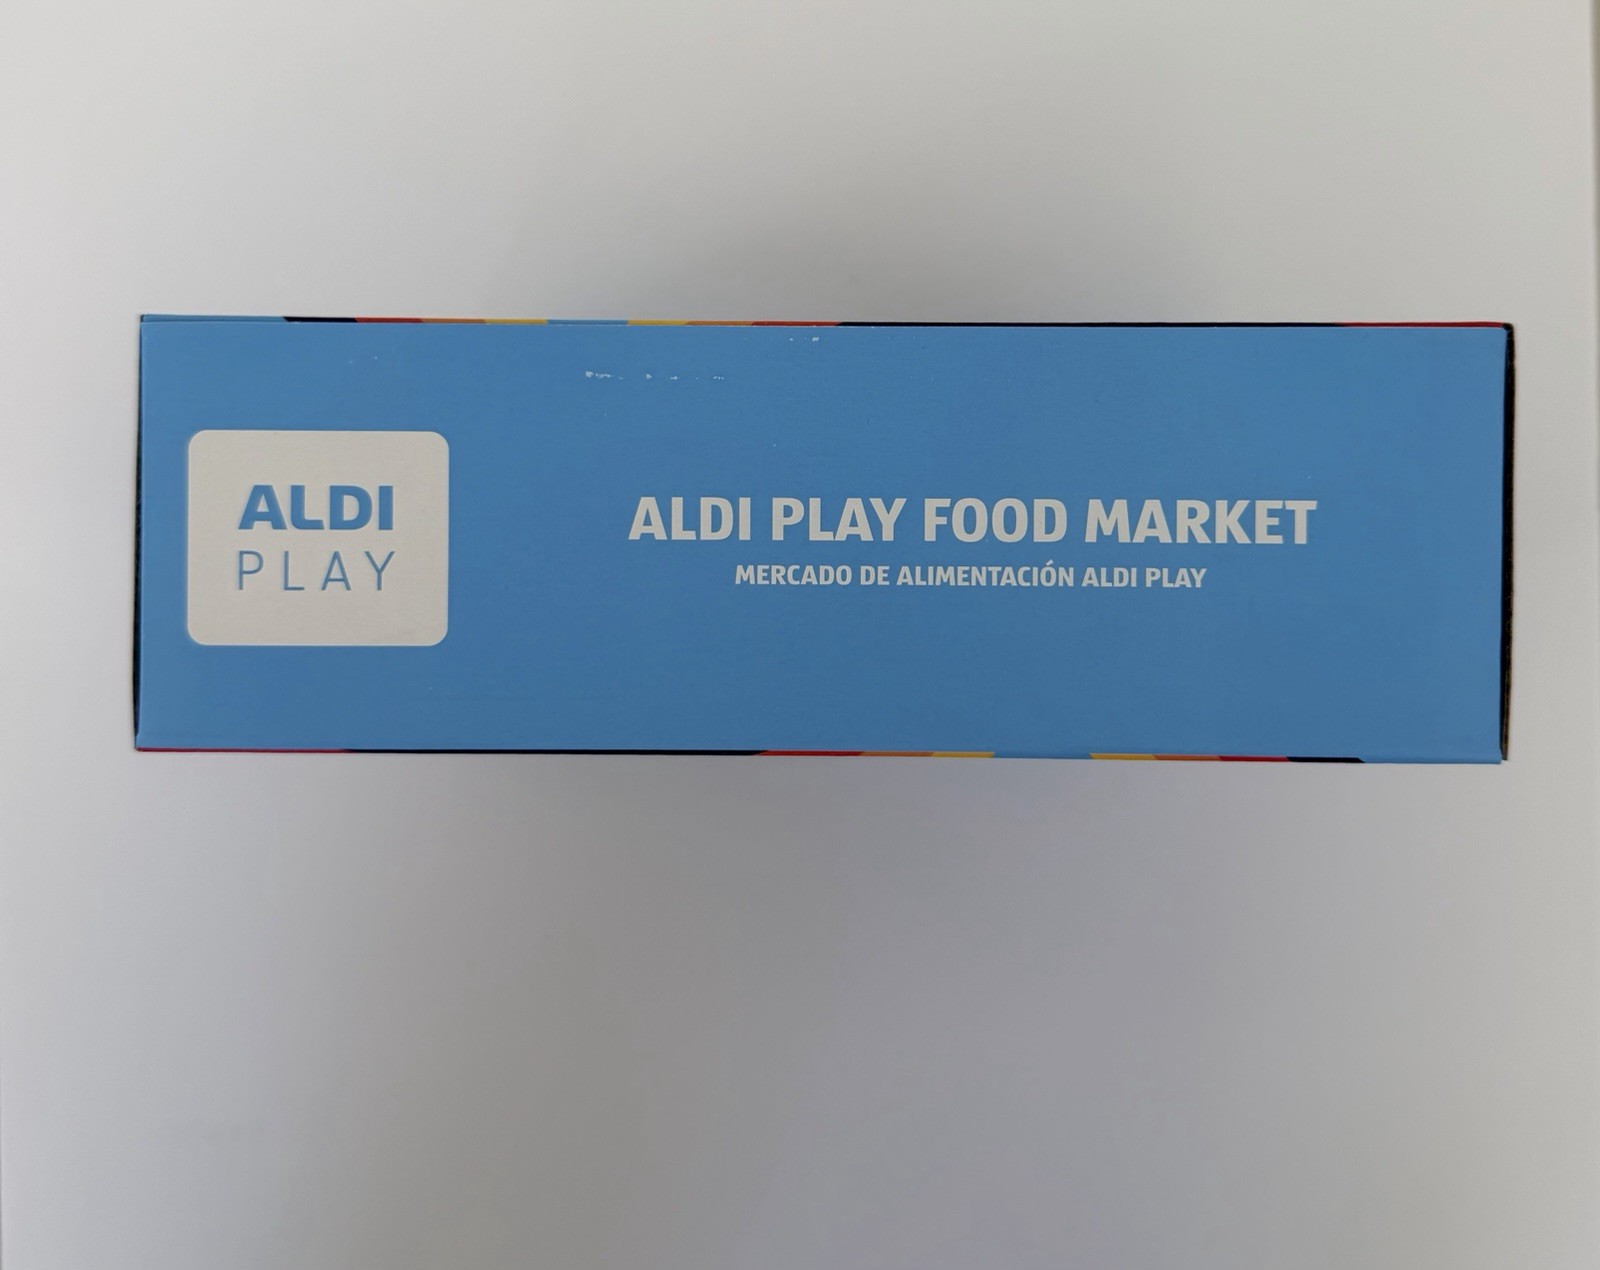 ALDI
PLAY
ALDI PLAY FOOD MARKET
MERCADO DE ALIMENTACIÓN ALDI PLAY